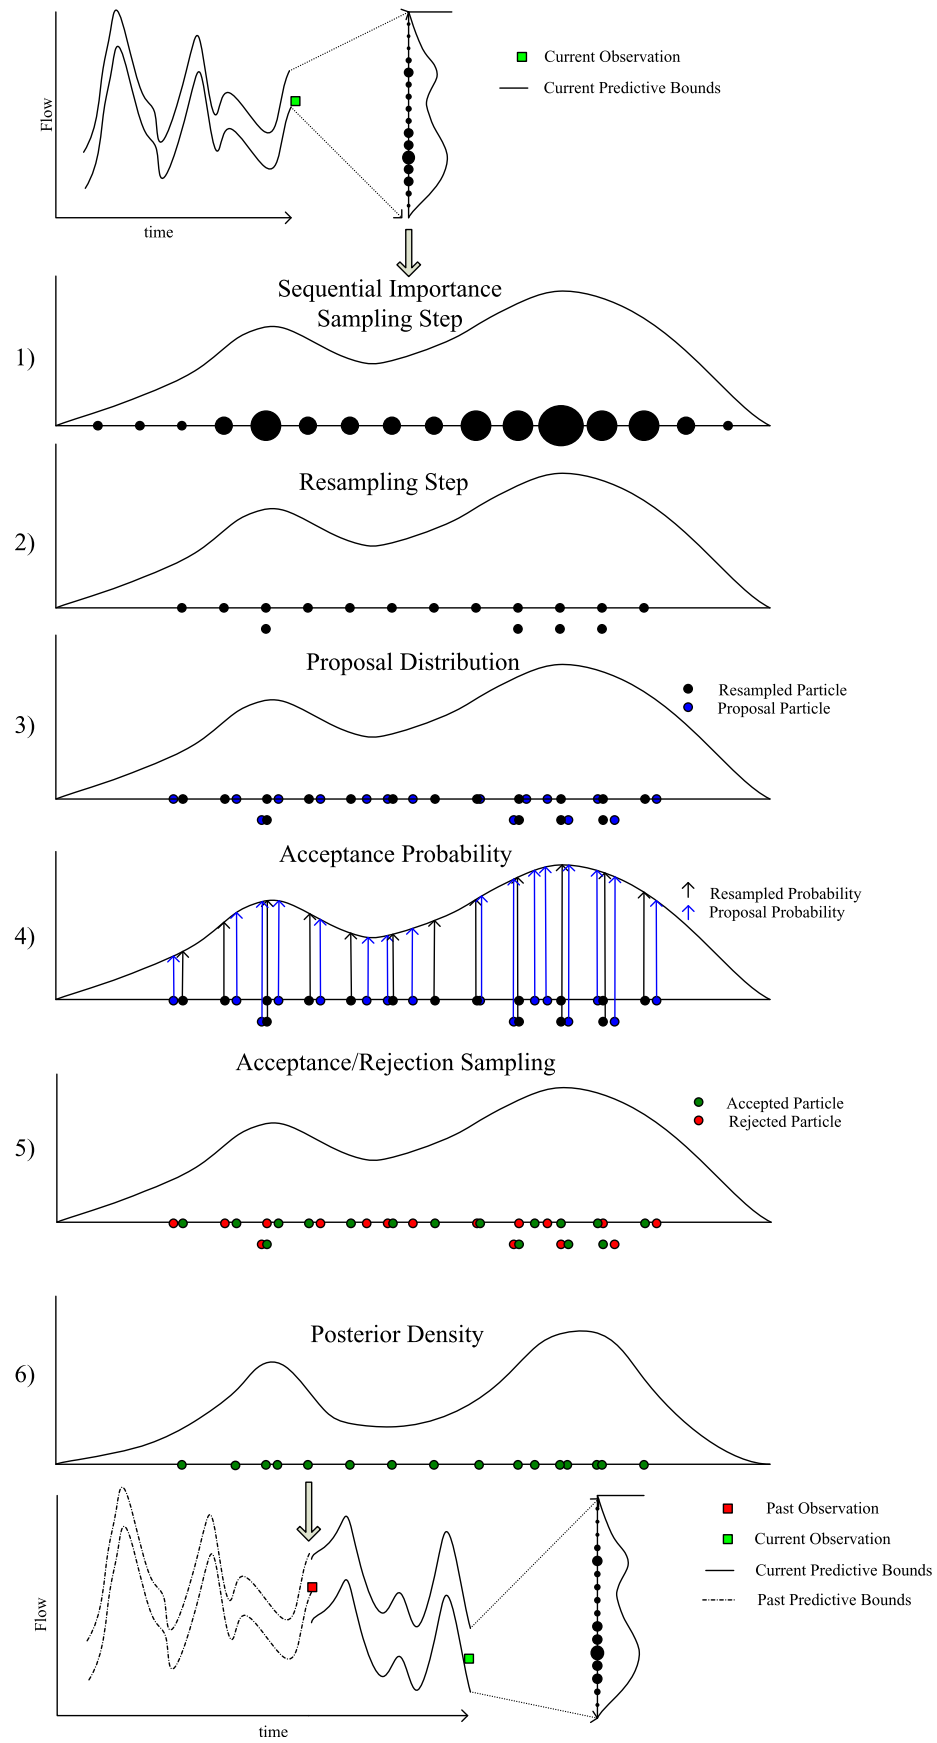 Flow
time
Current Observation
Current Predictive Bounds
Sequential Importance
Sampling Step
1)
Resampling Step
2)
Proposal Distribution
Resampled Particle
Proposal Particle
3)
Acceptance Probability
Resampled Probability
Proposal Probability
4)
Acceptance/Rejection Sampling
Accepted Particle
Rejected Particle
5)
Posterior Density
6)
Past Observation
Current Observation
Current Predictive Bounds
Past Predictive Bounds
Flow
time